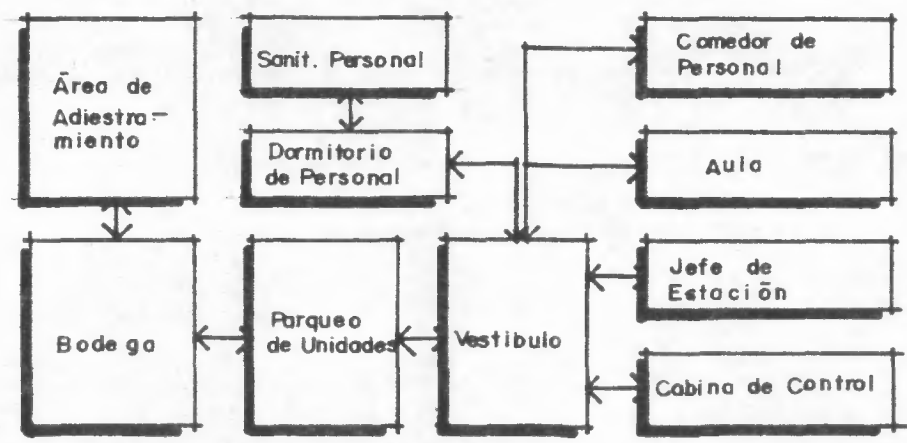 Área de
Adiestra-
miento
Sanit. Personal
Comedor de
Personal
Dormitorio
de Personal
Aula
Bodega
Parqueo
de Unidades
Vestibulo
Jefe de
Estación
Cabina de Control